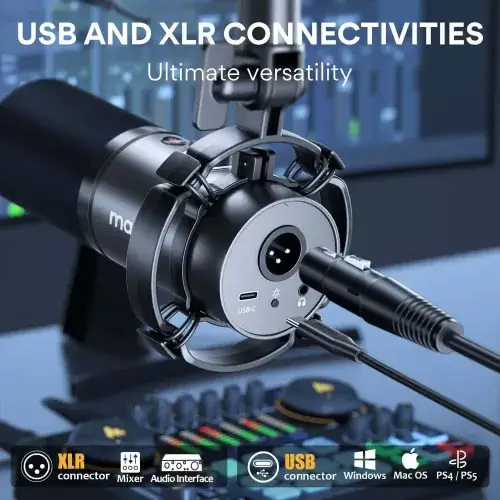 USB AND XLR CONNECTIVITIES
Ultimate versatility
ma
USB-C
XLR
connector
Mixer
Audio Interface
USB
connector
Windows
Mac OS
PS4 / PS5